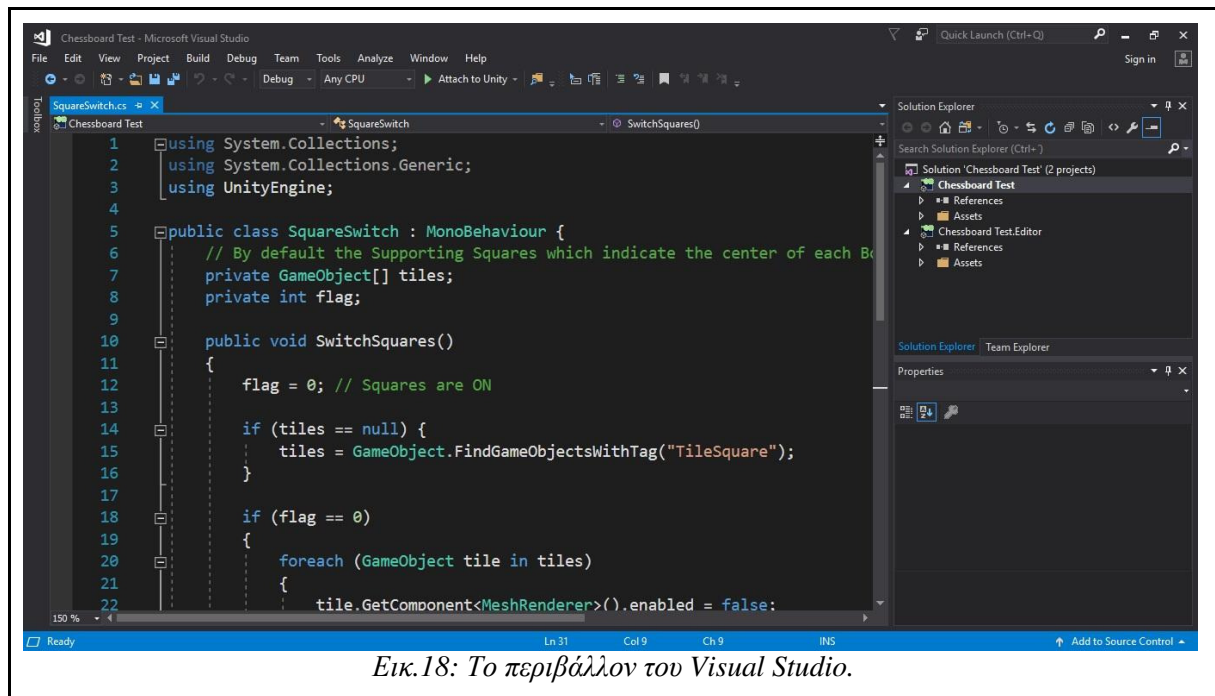 Chessboard Test - Microsoft Visual Studio
Quick Launch (Ctrl+Q)
File Edit View Project Build Debug Team Tools Analyze Window Help
Sign in
Debug Any CPU Attach to Unity
Toolbox
SquareSwitch.cs
Chessboard Test SquareSwitch SwitchSquares()
1 using System.Collections;
2 using System.Collections.Generic;
3 using UnityEngine;
4
5 public class SquareSwitch : MonoBehaviour {
6 // By default the Supporting Squares which indicate the center of each Bo
7 private GameObject[] tiles;
8 private int flag;
9
10 public void SwitchSquares()
11 {
12 flag = 0; // Squares are ON
13
14 if (tiles == null) {
15 tiles = GameObject.FindGameObjectsWithTag("TileSquare");
16 }
17
18 if (flag == 0)
19 {
20 foreach (GameObject tile in tiles)
21 {
22 tile.GetComponent<MeshRenderer>().enabled = false;
150 %
Solution Explorer
Search Solution Explorer (Ctrl+ )
Solution 'Chessboard Test' (2 projects)
Chessboard Test
References
Assets
Chessboard Test.Editor
References
Assets
Solution Explorer Team Explorer
Properties
Ready Ln 31 Col 9 Ch 9 INS Add to Source Control
Εικ.18: Το περιβάλλον του Visual Studio.